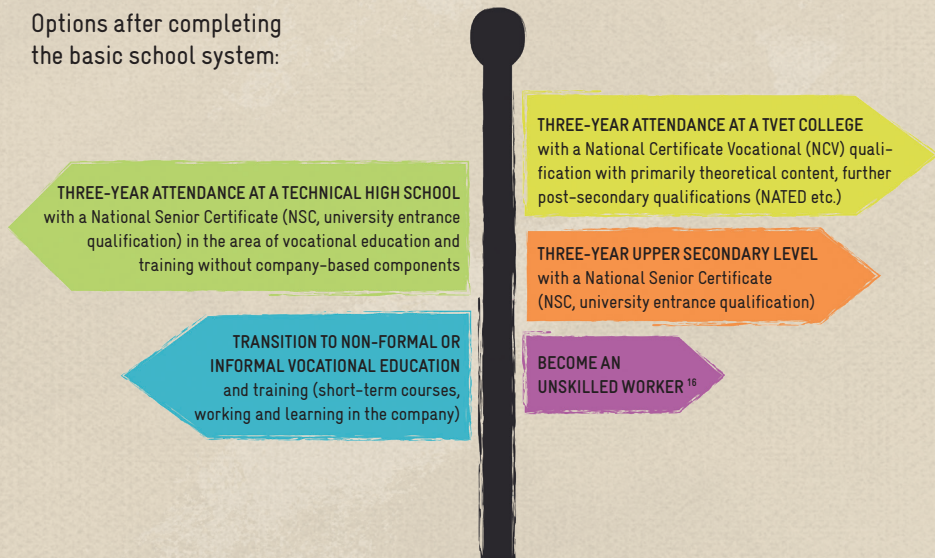 Options after completing
the basic school system:
THREE-YEAR ATTENDANCE AT A TVET COLLEGE
with a National Certificate Vocational (NCV) quali-
fication with primarily theoretical content, further
post-secondary qualifications (NATED etc.)
THREE-YEAR ATTENDANCE AT A TECHNICAL HIGH SCHOOL
with a National Senior Certificate (NSC, university entrance
qualification) in the area of vocational education and
training without company-based components
THREE-YEAR UPPER SECONDARY LEVEL
with a National Senior Certificate
(NSC, university entrance qualification)
TRANSITION TO NON-FORMAL OR
INFORMAL VOCATIONAL EDUCATION
and training (short-term courses,
working and learning in the company)
BECOME AN
UNSKILLED WORKER 16